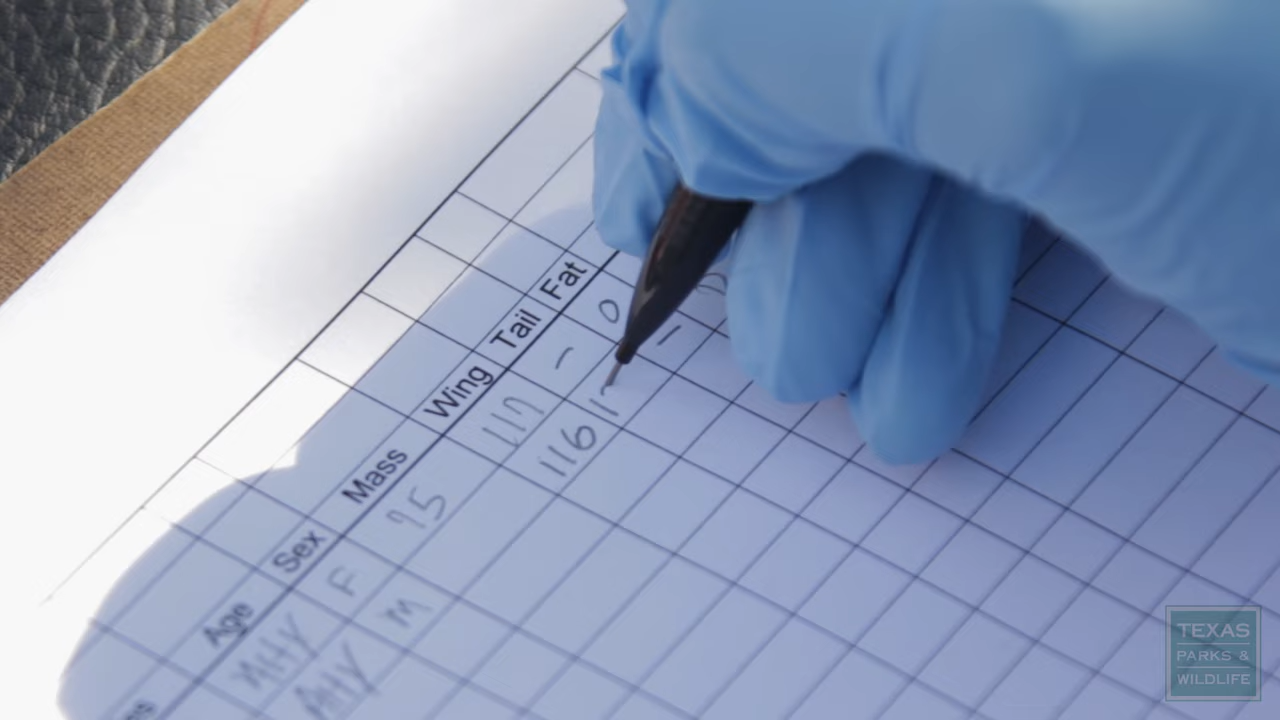 Age Sex Mass Wing Tail Fat
AHY F 95 117 - 0
AHY M 116 1 -
TEXAS
PARKS &
WILDLIFE